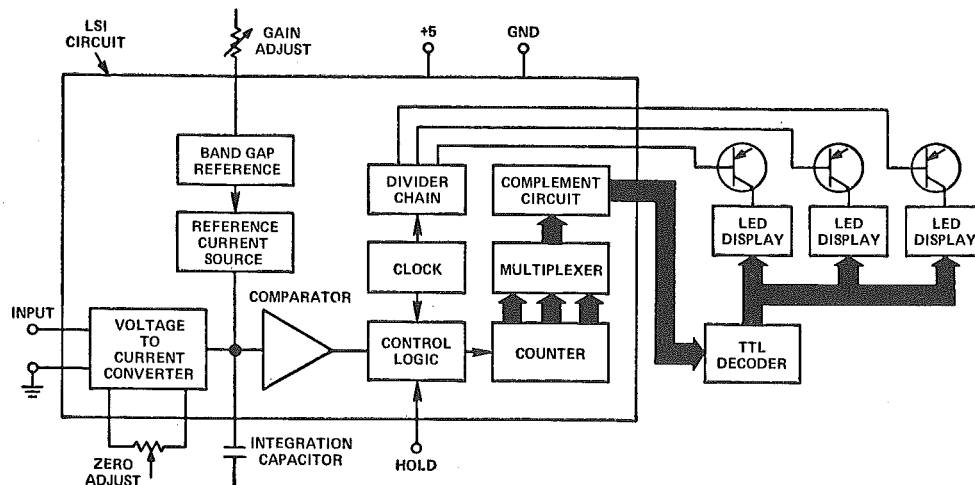 LSI
CIRCUIT
GAIN
ADJUST
+5
GND
BAND GAP
REFERENCE
DIVIDER
CHAIN
COMPLEMENT
CIRCUIT
LED
DISPLAY
LED
DISPLAY
LED
DISPLAY
REFERENCE
CURRENT
SOURCE
CLOCK
MULTIPLEXER
INPUT
VOLTAGE
TO
CURRENT
CONVERTER
COMPARATOR
CONTROL
LOGIC
COUNTER
TTL
DECODER
ZERO
ADJUST
INTEGRATION
CAPACITOR
HOLD